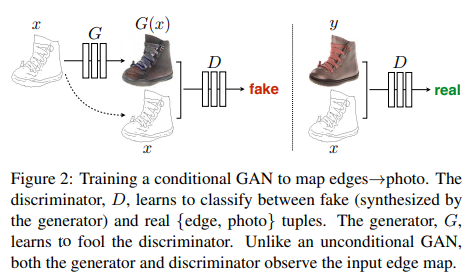 x G G(x) y
D D
fake real
x x
Figure 2: Training a conditional GAN to map edges→photo. The
discriminator, D, learns to classify between fake (synthesized by
the generator) and real {edge, photo} tuples. The generator, G,
learns to fool the discriminator. Unlike an unconditional GAN,
both the generator and discriminator observe the input edge map.